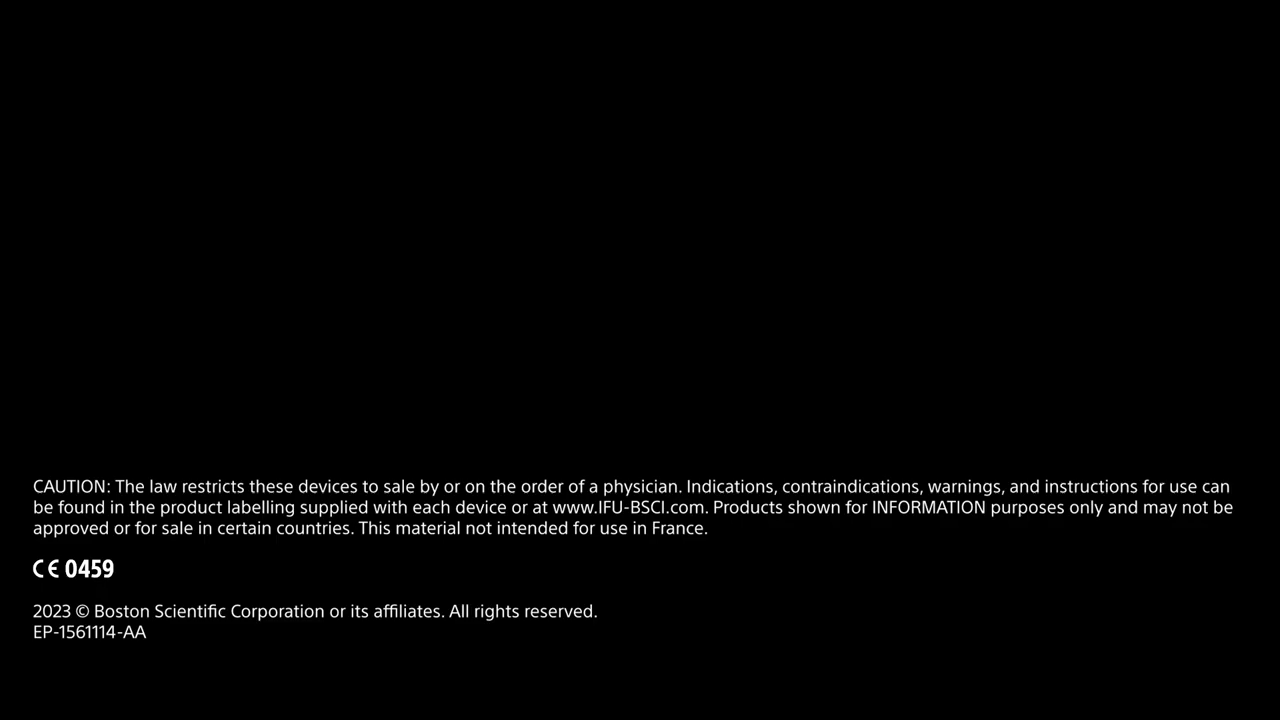 CAUTION: The law restricts these devices to sale by or on the order of a physician. Indications, contraindications, warnings, and instructions for use can
be found in the product labelling supplied with each device or at www.IFU-BSCI.com. Products shown for INFORMATION purposes only and may not be
approved or for sale in certain countries. This material not intended for use in France.
CE 0459
2023 © Boston Scientific Corporation or its affiliates. All rights reserved.
EP-1561114-AA